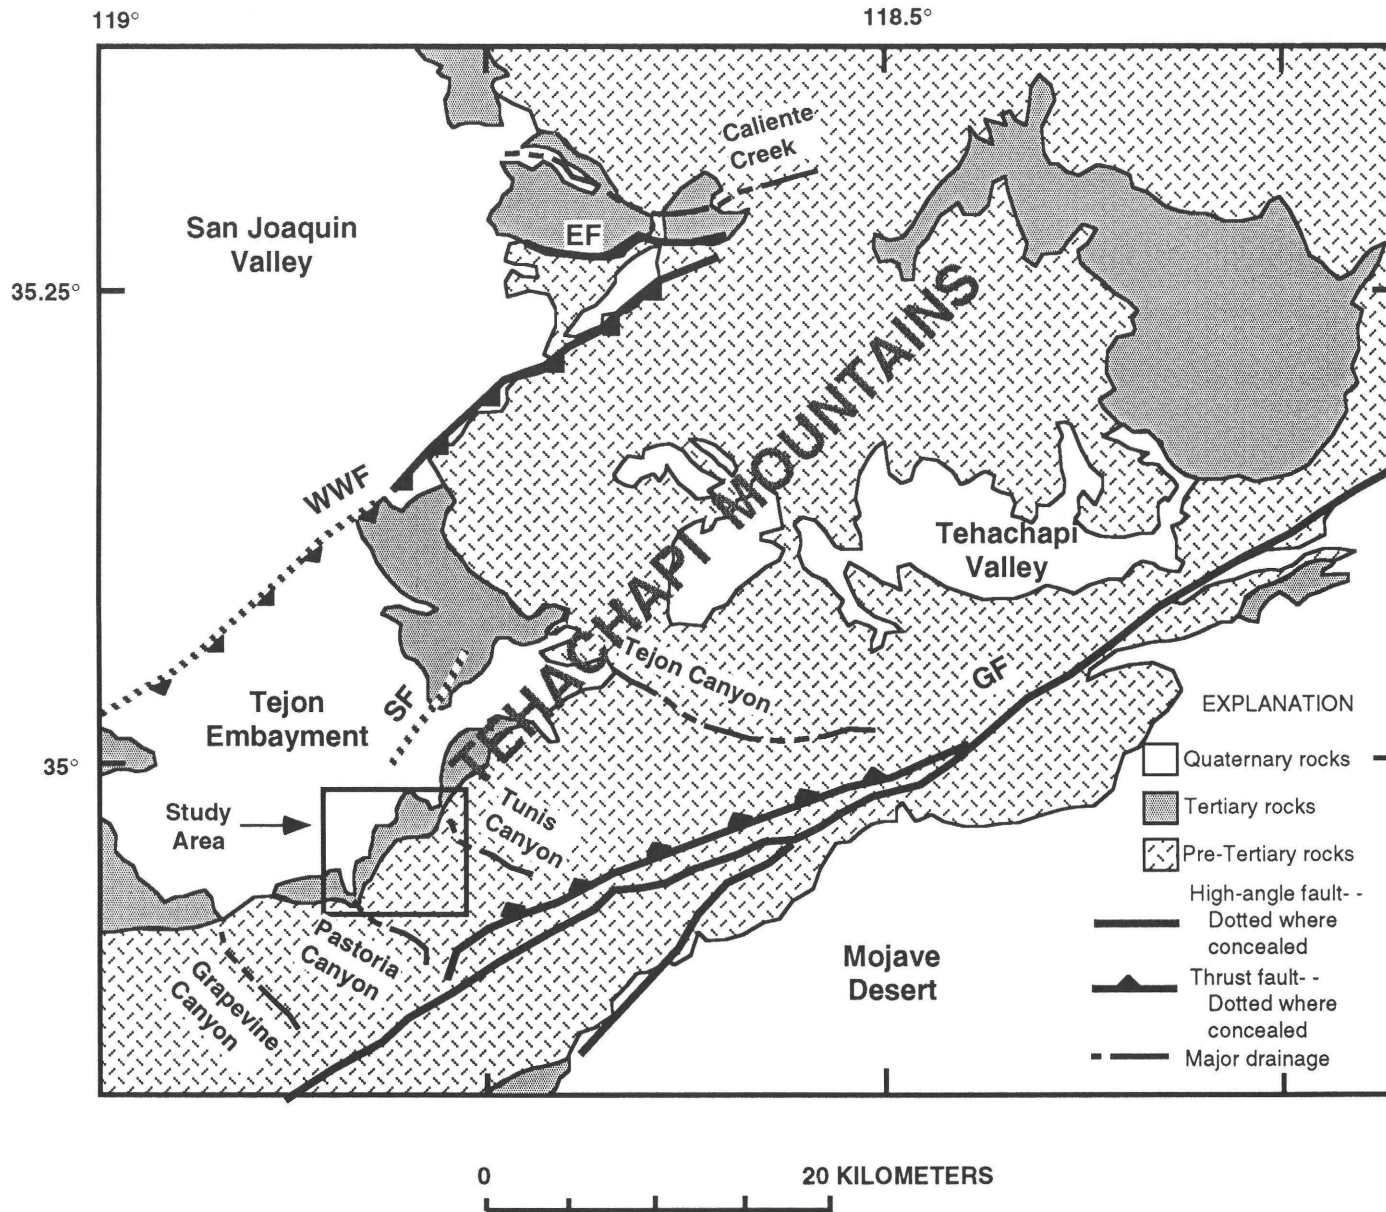 119°
118.5°
Caliente
Creek
San Joaquin
Valley
EF
35.25°
TEHACHAPI MOUNTAINS
WWF
Tehachapi
Valley
Tejon Canyon
GF
SF
Tejon
Embayment
EXPLANATION
Quaternary rocks
35°
Study
Area
Tunis
Canyon
Tertiary rocks
Pre-Tertiary rocks
High-angle fault- -
Dotted where
concealed
Pastoria
Canyon
Grapevine
Canyon
Mojave
Desert
Thrust fault- -
Dotted where
concealed
Major drainage
0
20 KILOMETERS